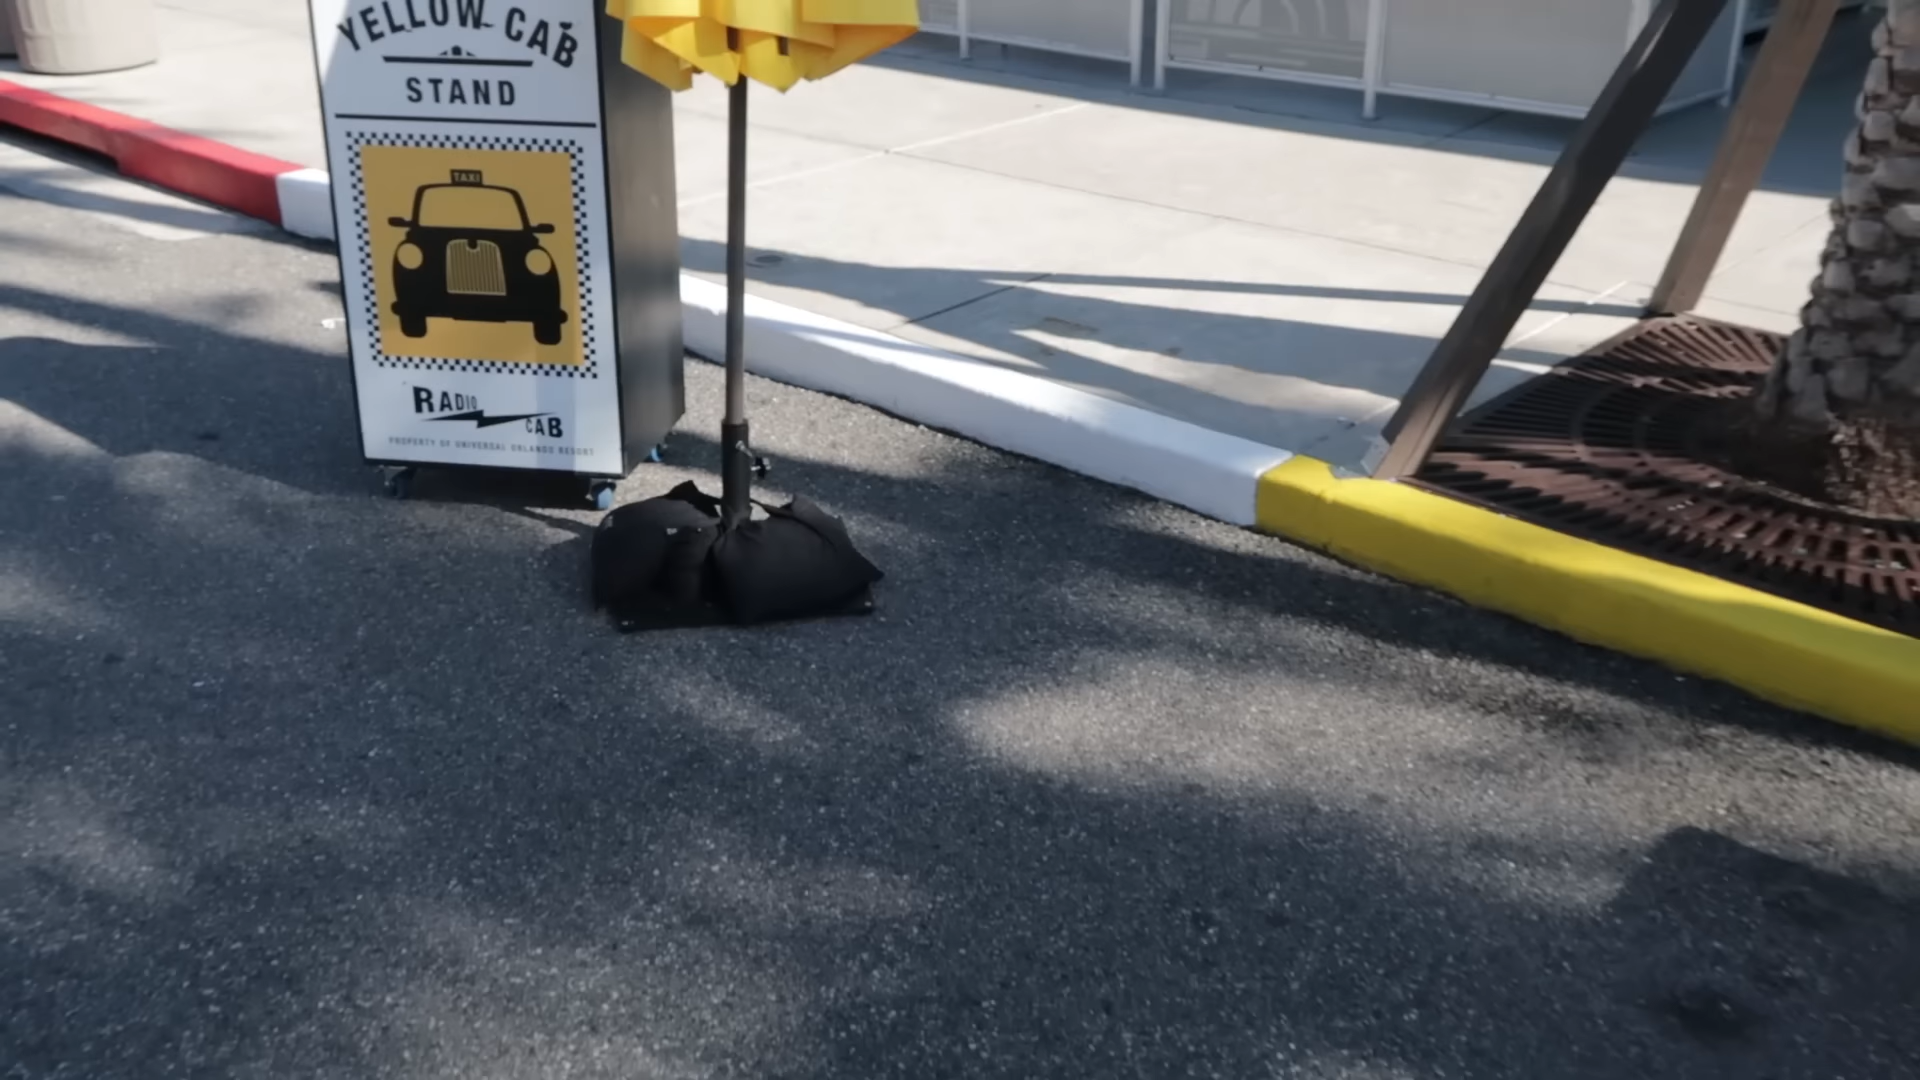 YELLOW CAB
STAND
TAXI
RADIO
CAB
PROPERTY OF UNIVERSAL ORLANDO RESORT